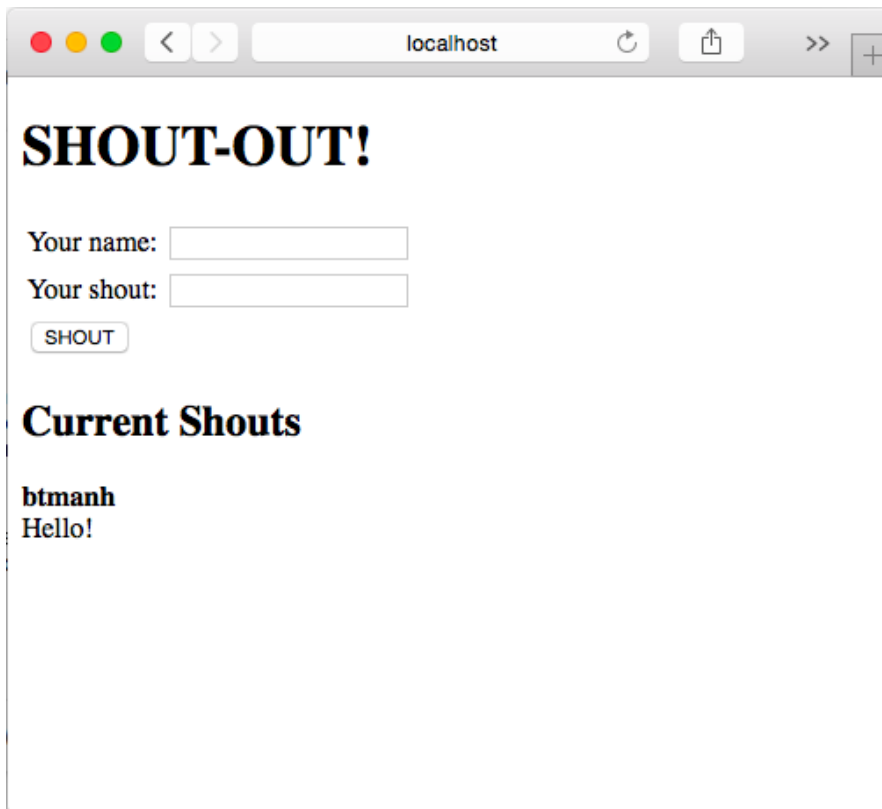 localhost
SHOUT-OUT!
Your name:
Your shout:
SHOUT
Current Shouts
btmanh
Hello!